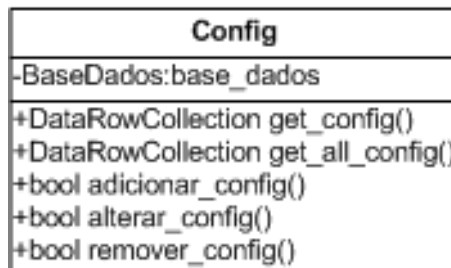 Config
-BaseDados:base_dados
+DataRowCollection get_config()
+DataRowCollection get_all_config()
+bool adicionar_config()
+bool alterar_config()
+bool remover_config()